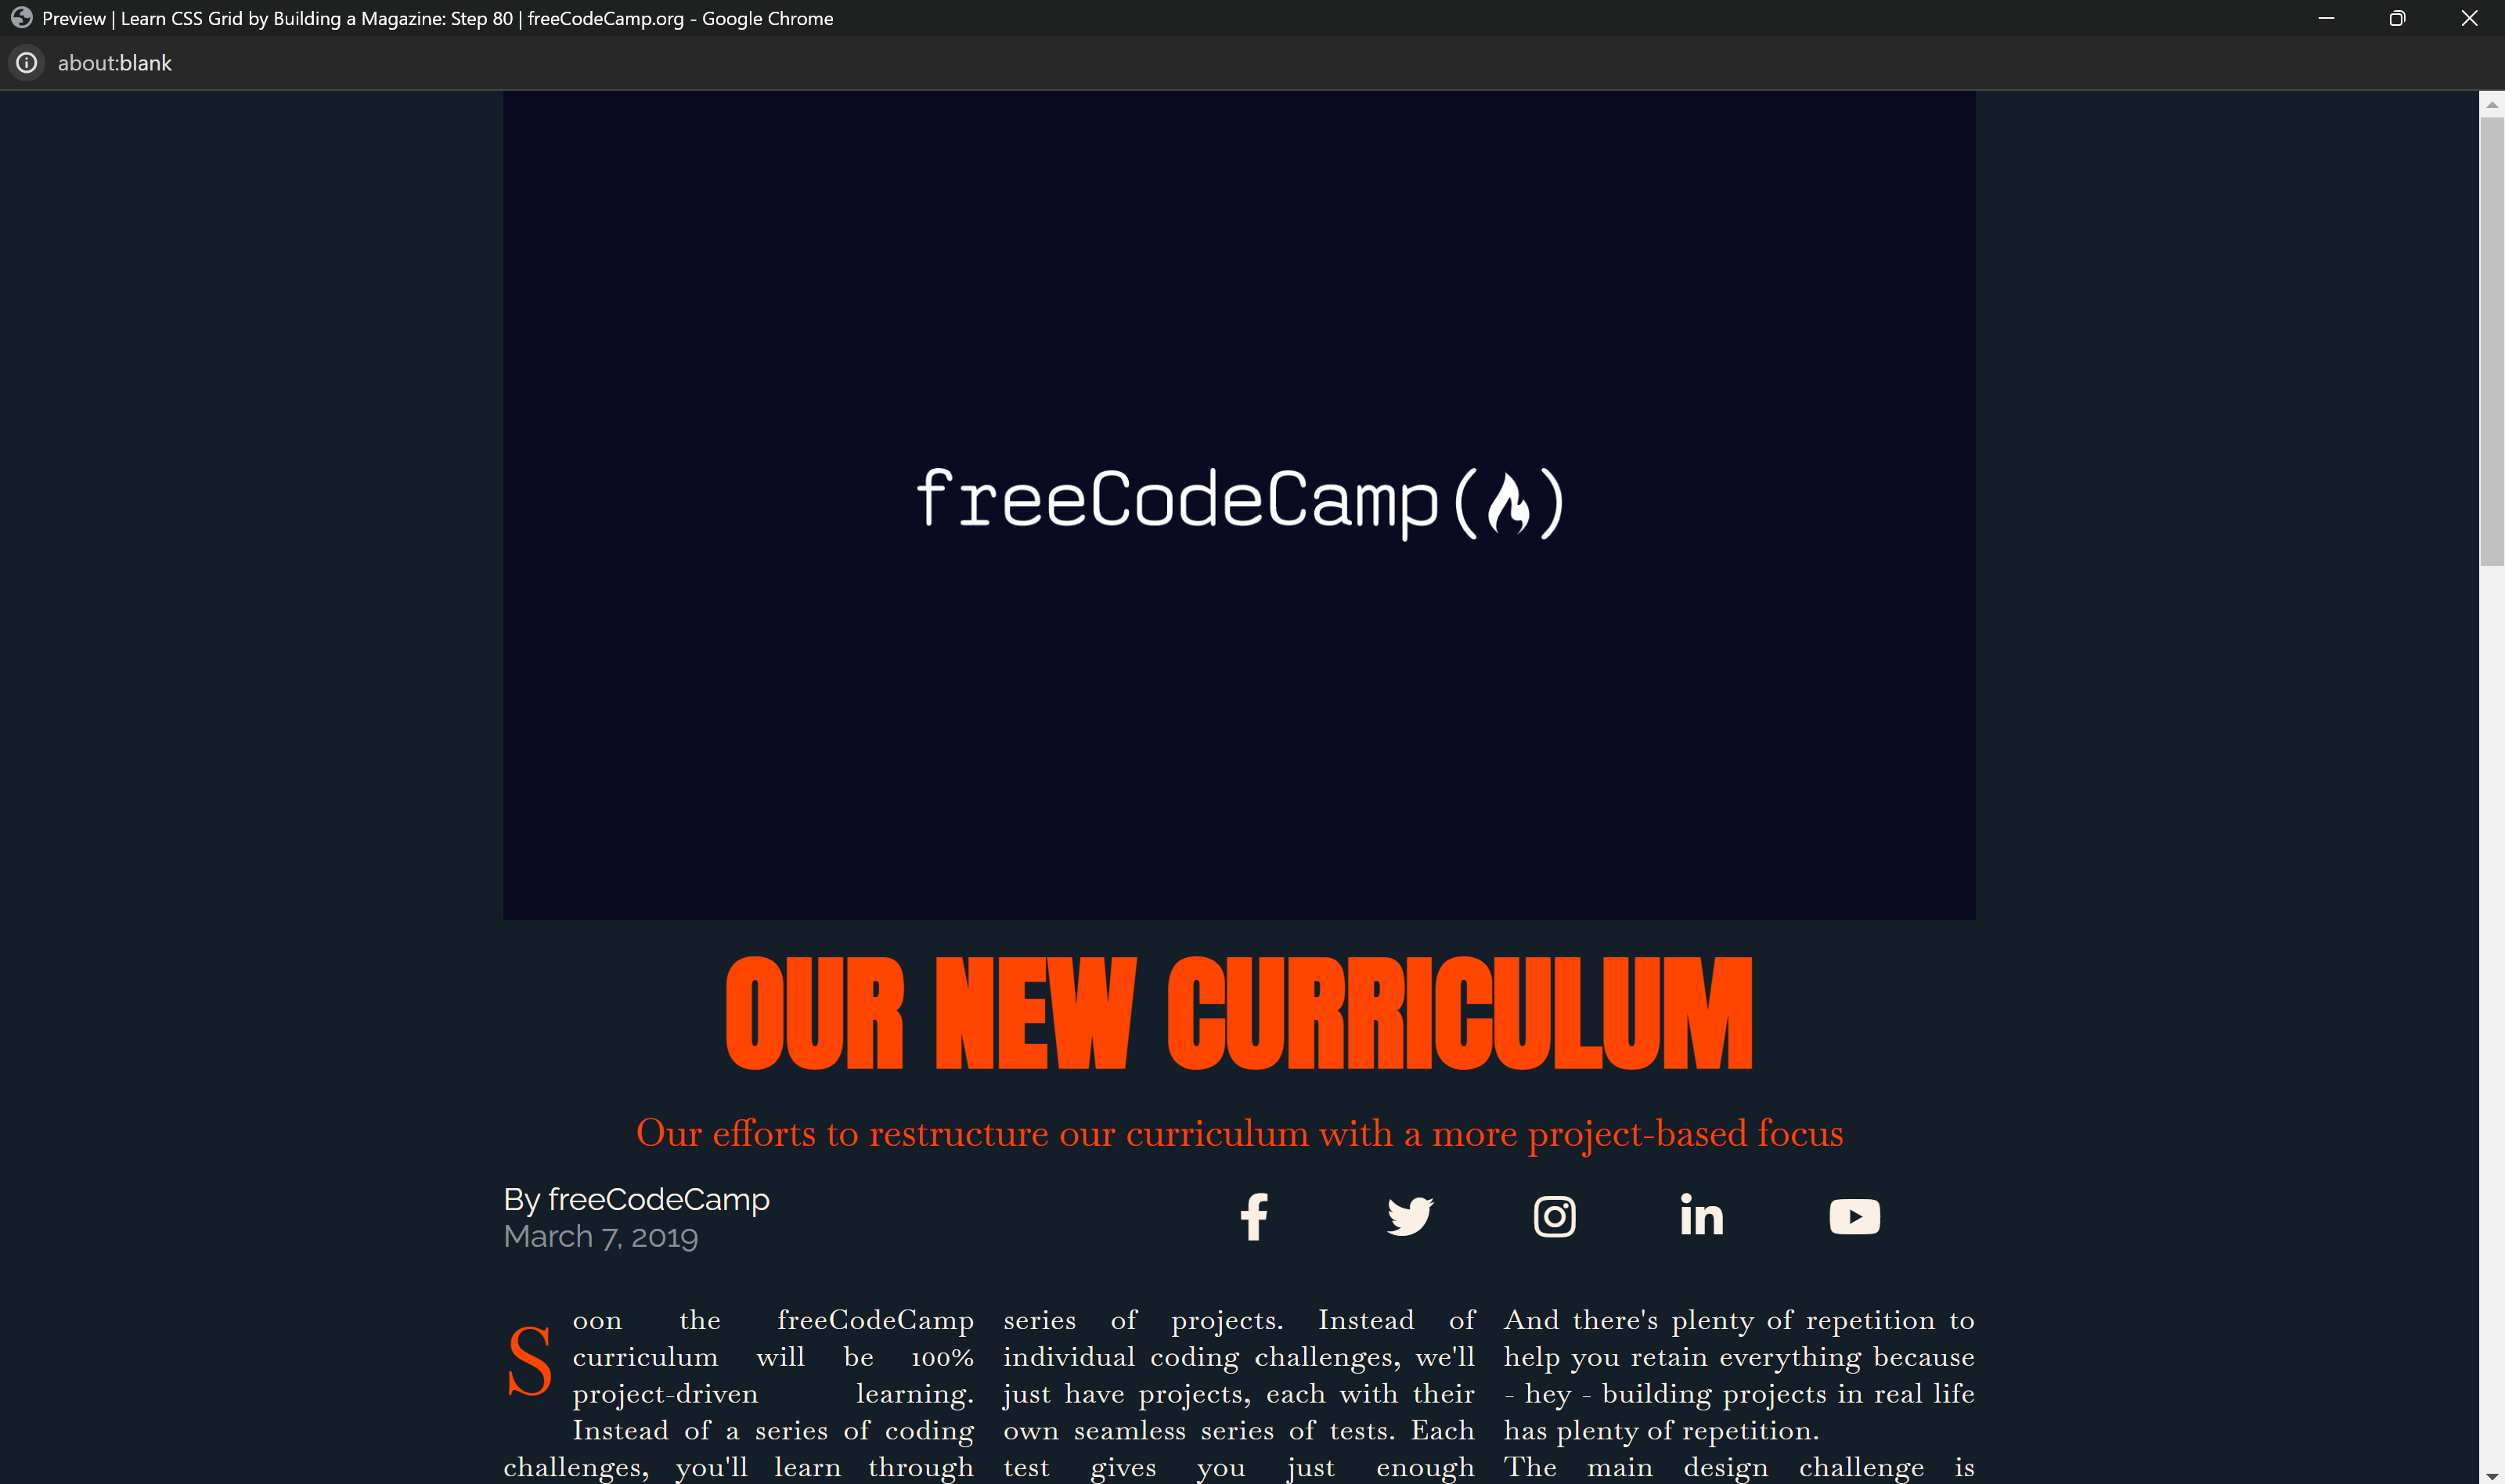 Preview | Learn CSS Grid by Building a Magazine: Step 80 | freeCodeCamp.org - Google Chrome
about:blank
freeCodeCamp
OUR NEW CURRICULUM
Our efforts to restructure our curriculum with a more project-based focus
By freeCodeCamp
March 7, 2019
Soon the freeCodeCamp
curriculum will be 100%
project-driven learning.
Instead of a series of coding
challenges, you'll learn through
series of projects. Instead of
individual coding challenges, we'll
just have projects, each with their
own seamless series of tests. Each
test gives you just enough
And there's plenty of repetition to
help you retain everything because
- hey - building projects in real life
has plenty of repetition.
The main design challenge is